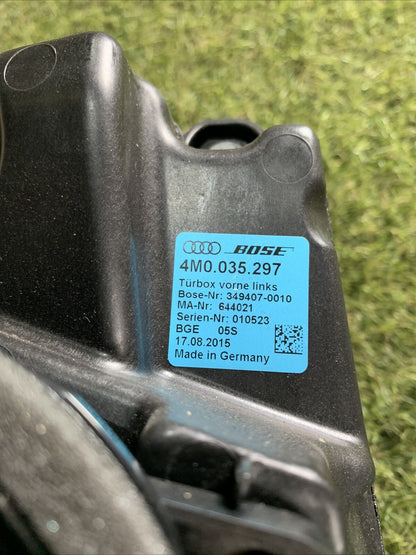 BOSE
4M0.035.297
Türbox vorne links
Bose-Nr: 349407-0010
MA-Nr: 644021
Serien-Nr: 010523
BGE 05S
17.08.2015
Made in Germany